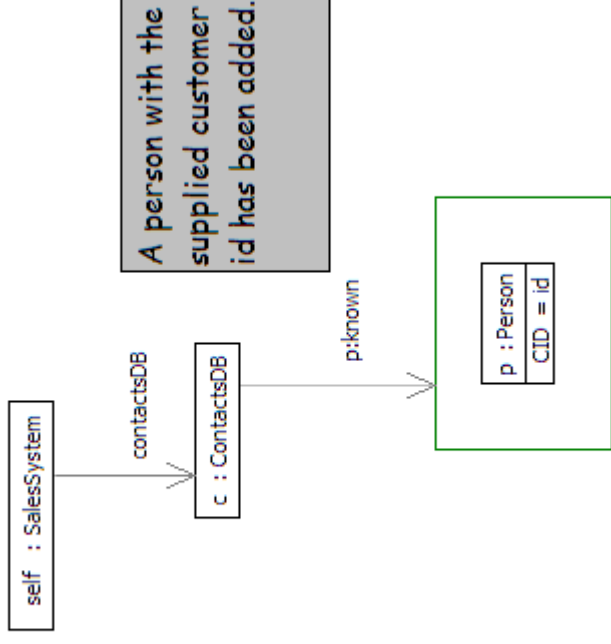 A person with the
supplied customer
id has been added.
self : SalesSystem
contactsDB
c : ContactsDB
p:known
p : Person
CID = id